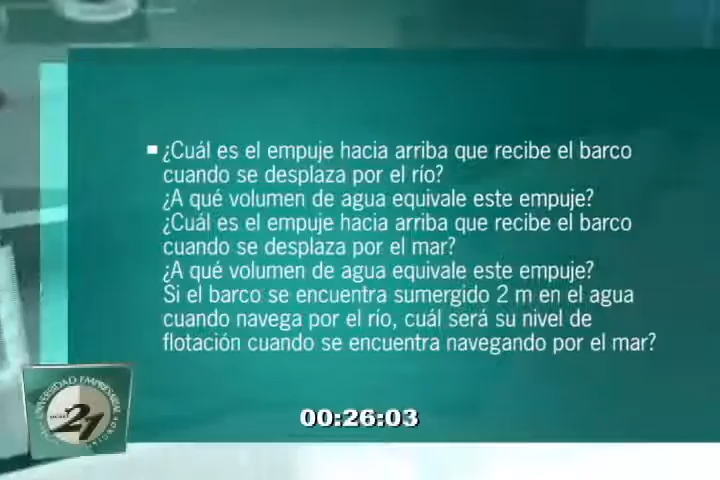 ¿Cuál es el empuje hacia arriba que recibe el barco
cuando se desplaza por el río?
¿A qué volumen de agua equivale este empuje?
¿Cuál es el empuje hacia arriba que recibe el barco
cuando se desplaza por el mar?
¿A qué volumen de agua equivale este empuje?
Si el barco se encuentra sumergido 2 m en el agua
cuando navega por el río, cuál será su nivel de
flotación cuando se encuentra navegando por el mar?
UNIVERSIDAD EMPRESARIAL
21
00:26:03